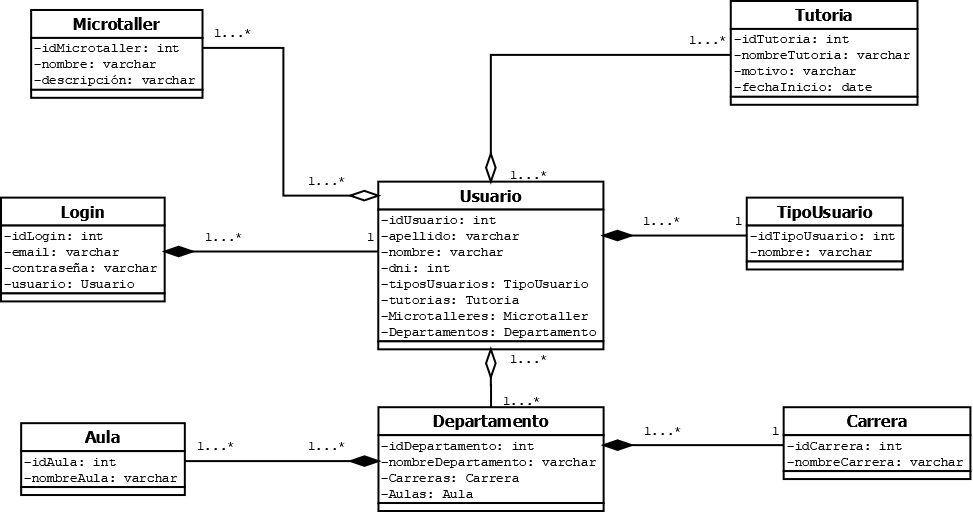 Microtaller
-idMicrotaller: int
-nombre: varchar
-descripción: varchar
1...*
1...*
Tutoria
-idTutoria: int
-nombreTutoria: varchar
-motivo: varchar
-fechaInicio: date
1...*
1...*
Login
-idLogin: int
-email: varchar
-contraseña: varchar
-usuario: Usuario
1...*
1
Usuario
-idUsuario: int
-apellido: varchar
-nombre: varchar
-dni: int
-tiposUsuarios: TipoUsuario
-tutorias: Tutoria
-Microtalleres: Microtaller
-Departamentos: Departamento
1...*
1
TipoUsuario
-idTipoUsuario: int
-nombre: varchar
1...*
1...*
Aula
-idAula: int
-nombreAula: varchar
1...*
1...*
Departamento
-idDepartamento: int
-nombreDepartamento: varchar
-Carreras: Carrera
-Aulas: Aula
1...*
1
Carrera
-idCarrera: int
-nombreCarrera: varchar